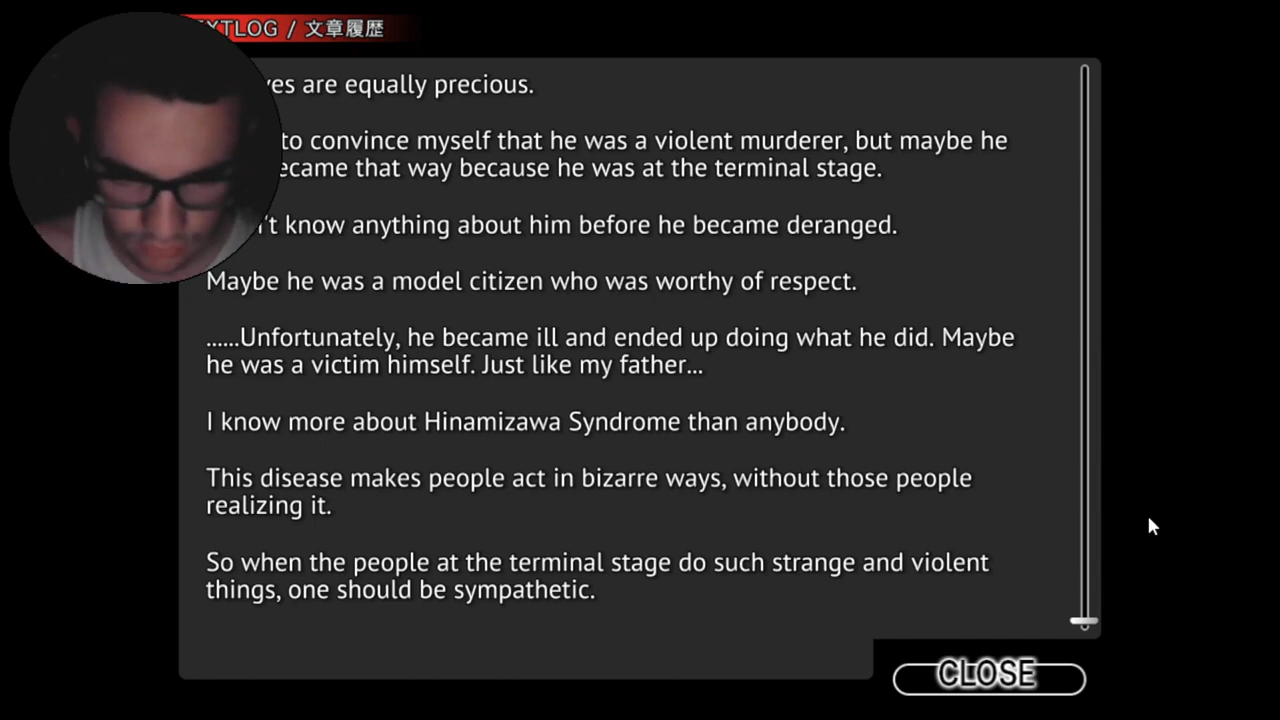 TLOG / 文章履歴
are equally precious.
to convince myself that he was a violent murderer, but maybe he
that way because he was at the terminal stage.
know anything about him before he became deranged.
Maybe he was a model citizen who was worthy of respect.
......Unfortunately, he became ill and ended up doing what he did. Maybe
he was a victim himself. Just like my father...
I know more about Hinamizawa Syndrome than anybody.
This disease makes people act in bizarre ways, without those people
realizing it.
So when the people at the terminal stage do such strange and violent
things, one should be sympathetic.
CLOSE